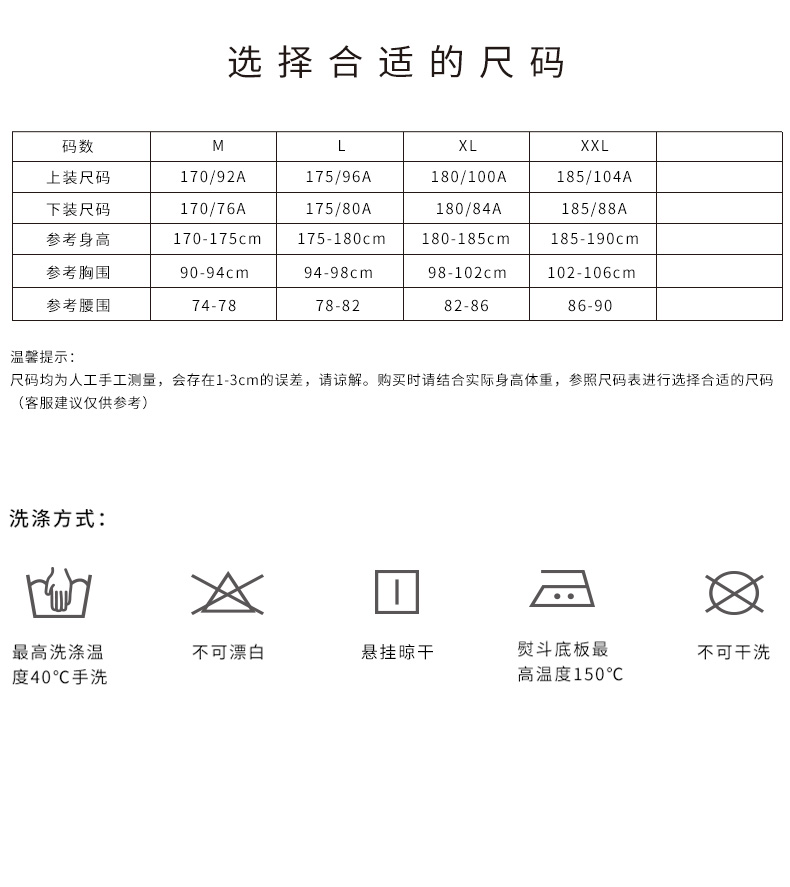 选择合适的尺码
码数 M L XL XXL
上装尺码 170/92A 175/96A 180/100A 185/104A
下装尺码 170/76A 175/80A 180/84A 185/88A
参考身高 170-175cm 175-180cm 180-185cm 185-190cm
参考胸围 90-94cm 94-98cm 98-102cm 102-106cm
参考腰围 74-78 78-82 82-86 86-90
温馨提示：
尺码均为人工手工测量，会存在1-3cm的误差，请谅解。购买时请结合实际身高体重，参照尺码表进行选择合适的尺码
（客服建议仅供参考）
洗涤方式：
最高洗涤温
度40℃手洗
不可漂白
悬挂晾干
熨斗底板最
高温度150℃
不可干洗